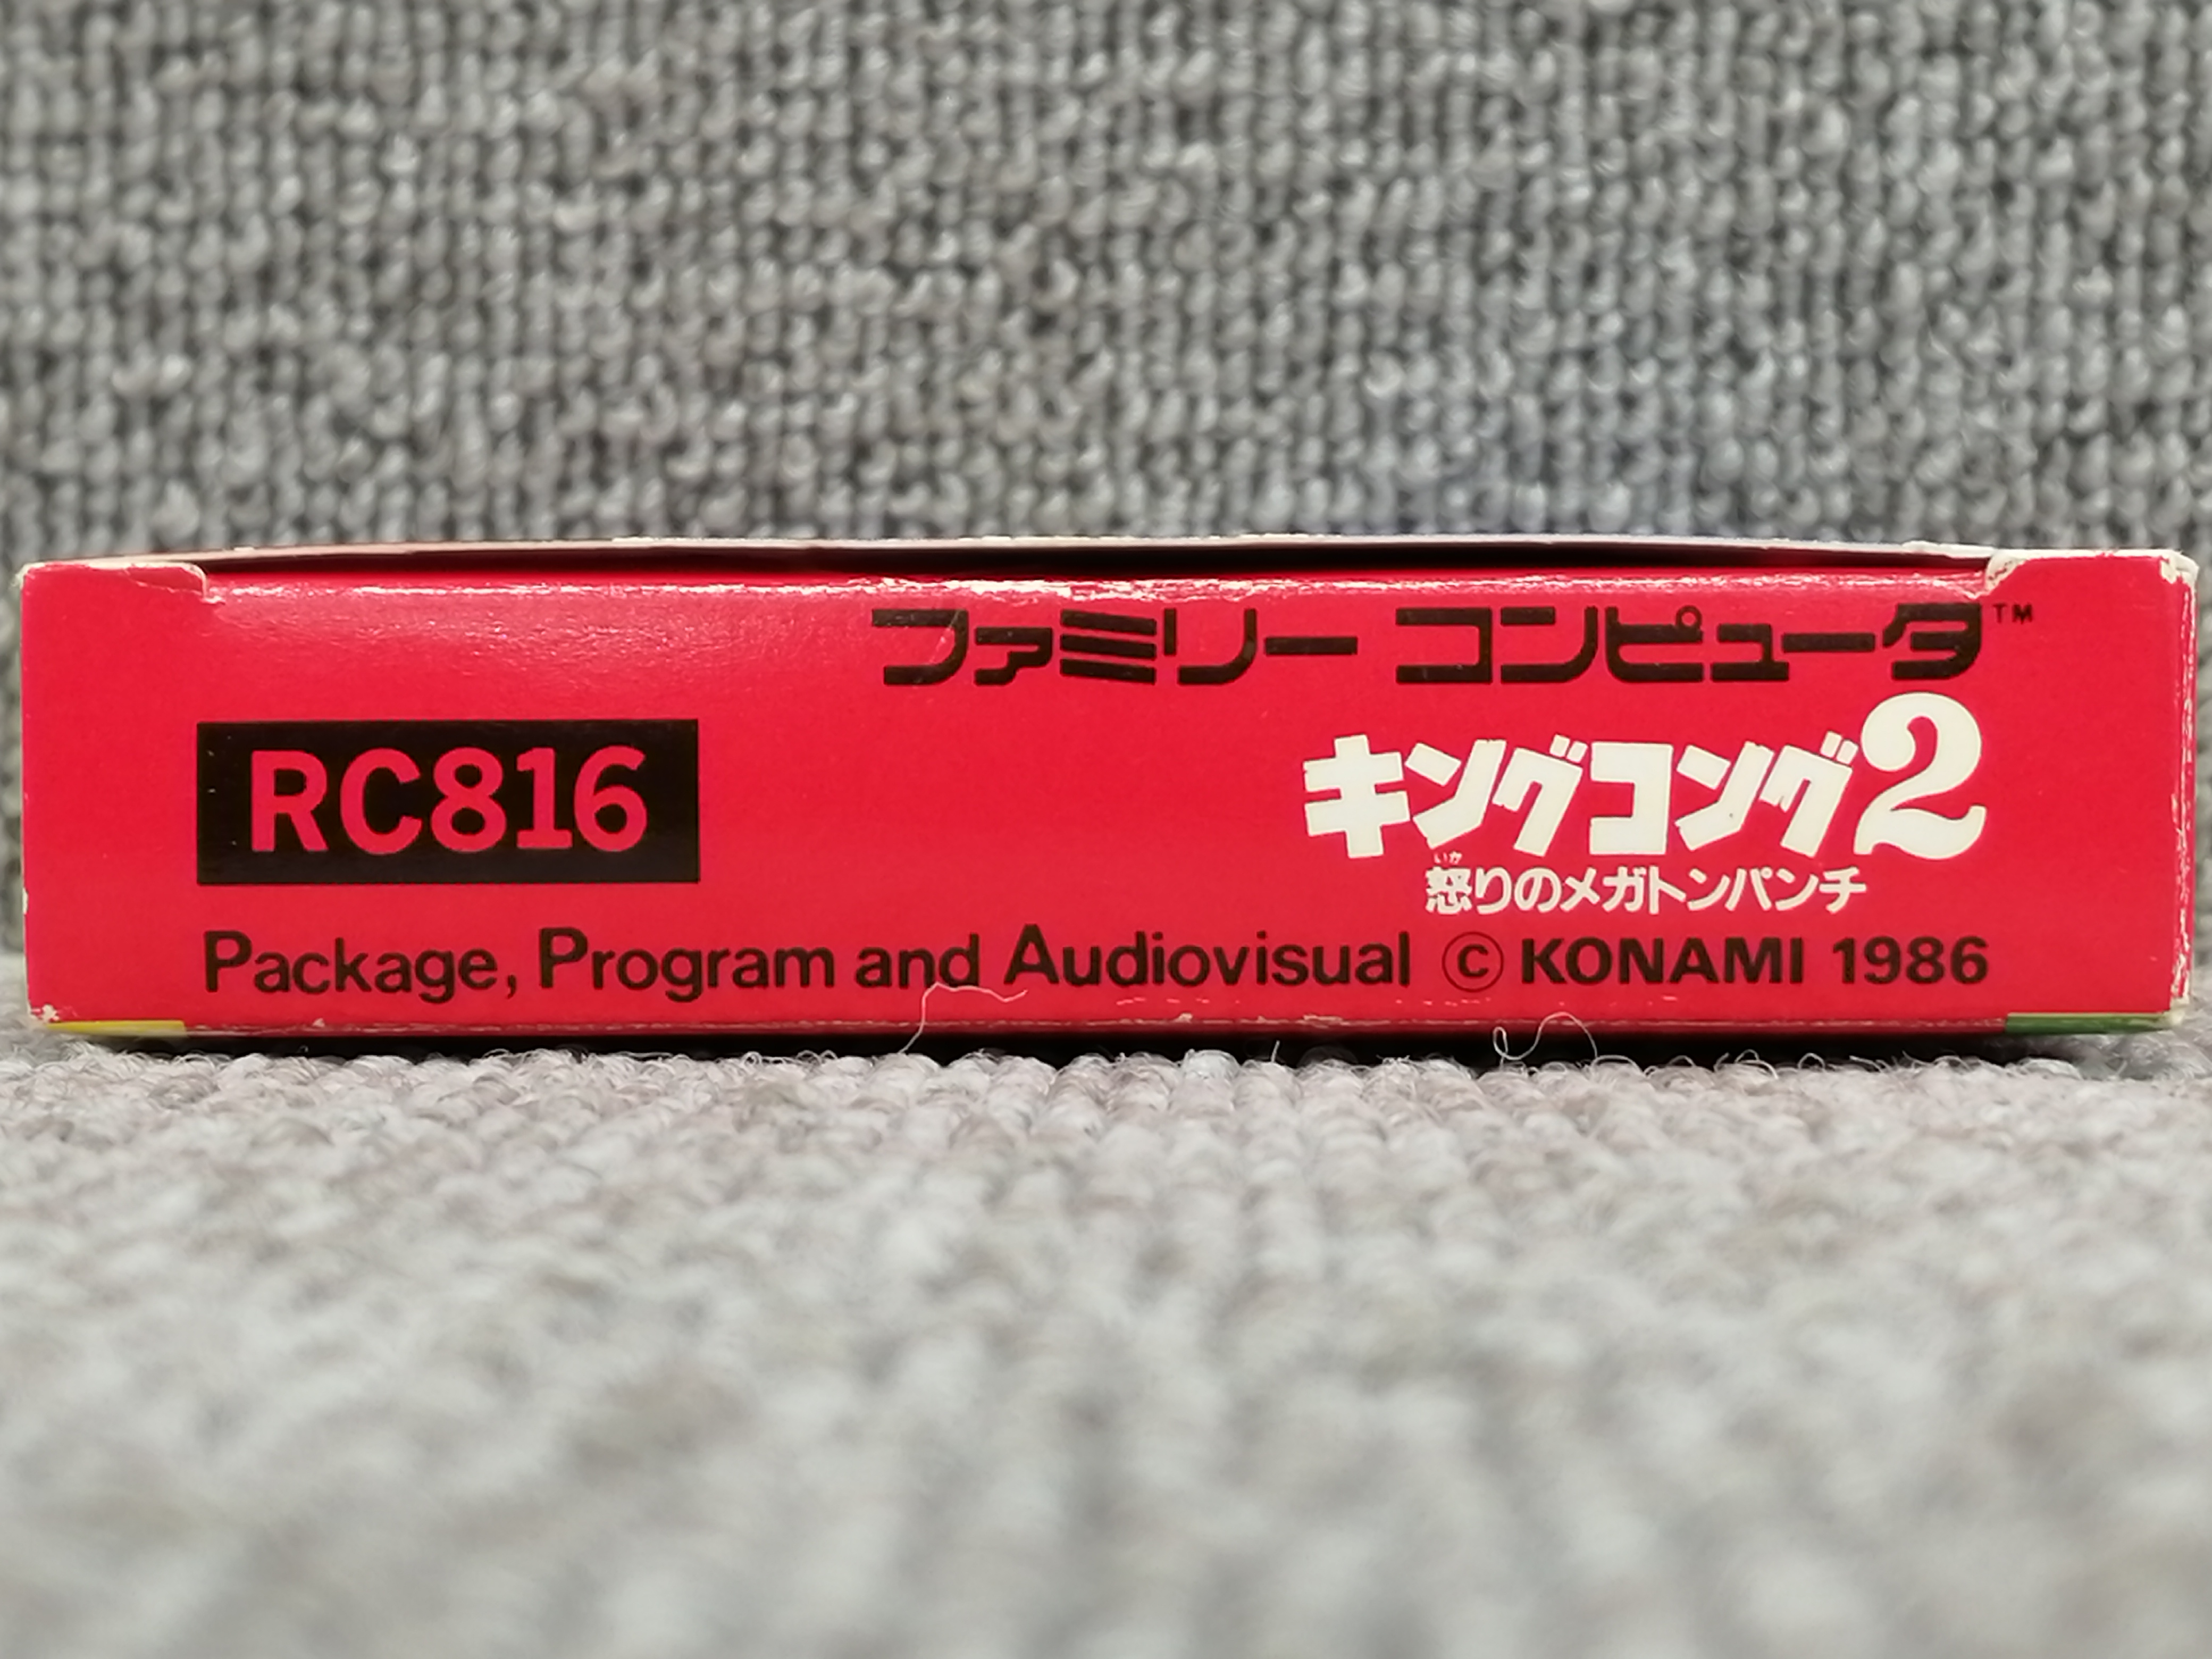 ファミリー コンピュータ™
RC816
キングコング2
いか
怒りのメガトンパンチ
Package, Program and Audiovisual © KONAMI 1986